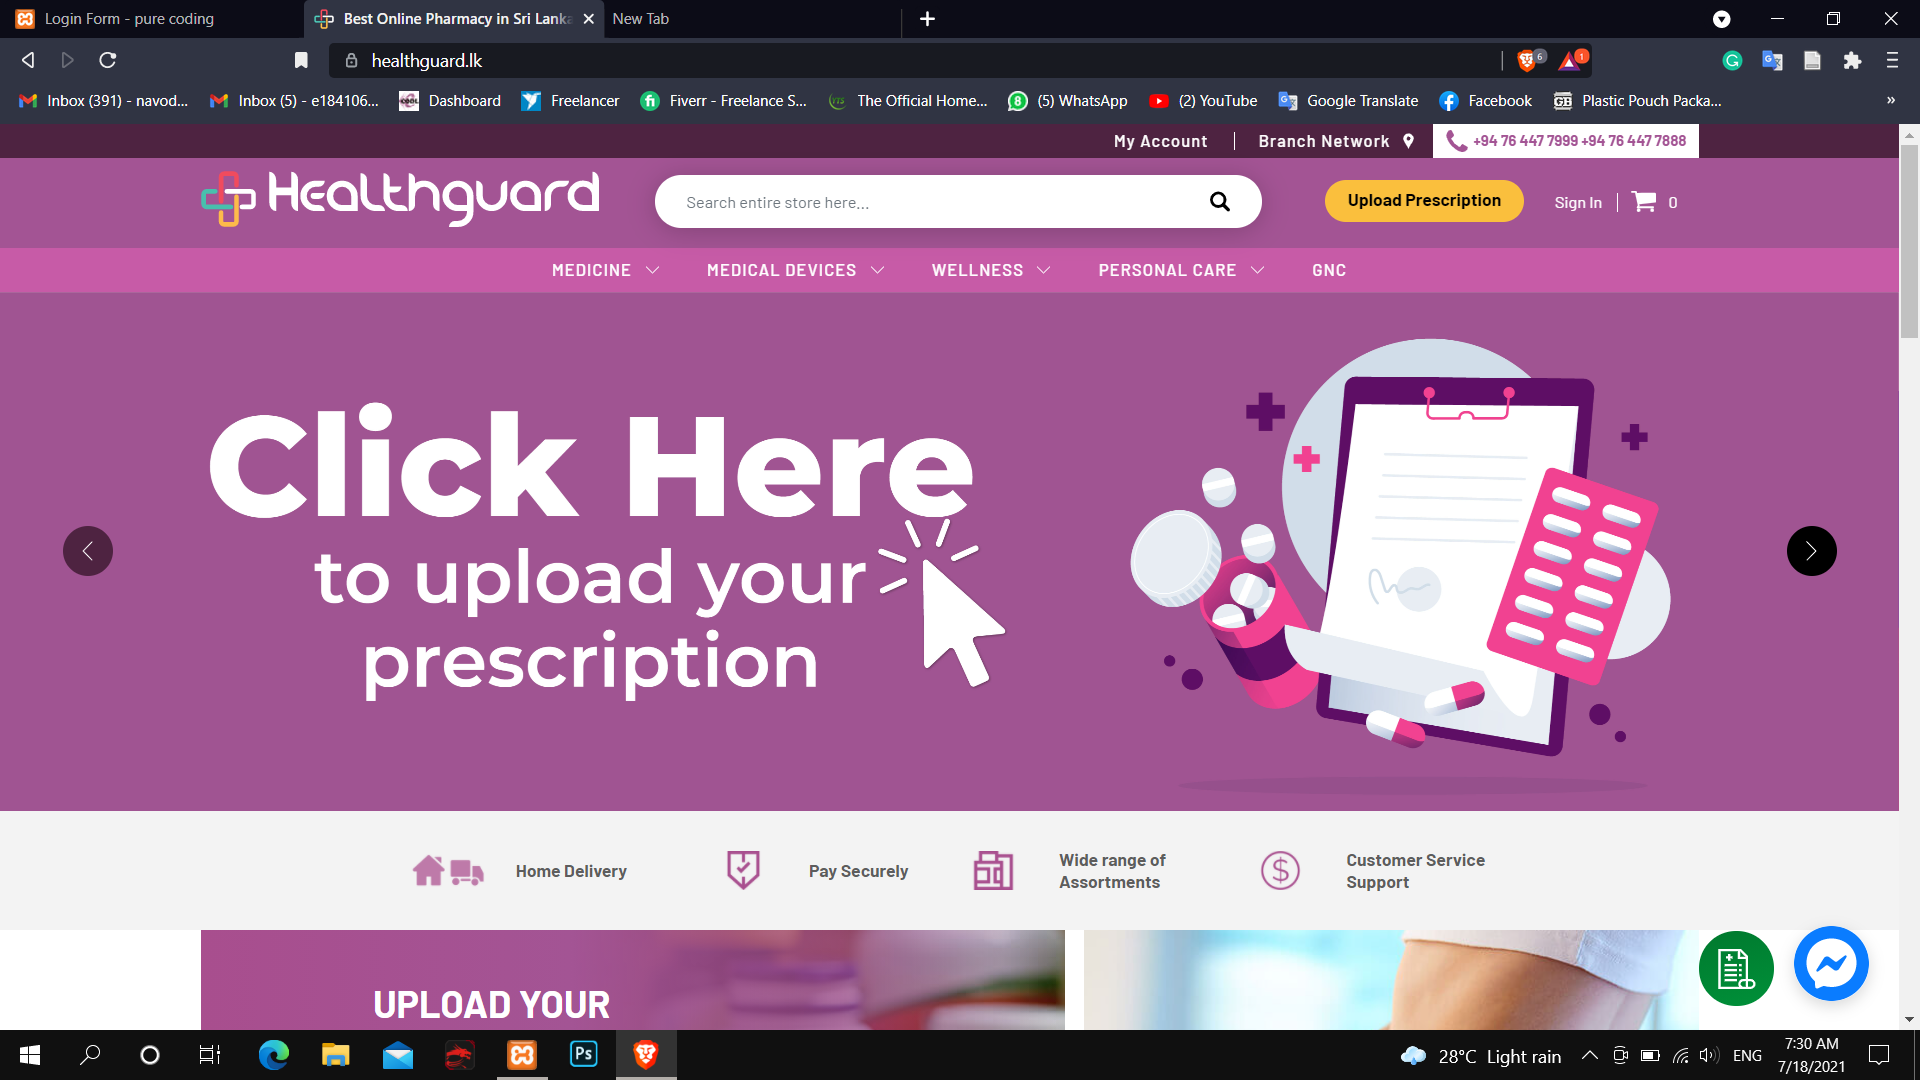 Login Form - pure coding
Best Online Pharmacy in Sri Lanka
New Tab
healthguard.lk
6
1
Inbox (391) - navod...
Inbox (5) - e184106...
Dashboard
Freelancer
Fiverr - Freelance S...
The Official Home...
(5) WhatsApp
(2) YouTube
Google Translate
Facebook
Plastic Pouch Packa...
»
My Account
Branch Network
+94 76 447 7999 +94 76 447 7888
Healthguard
Search entire store here...
Upload Prescription
Sign In
0
MEDICINE
MEDICAL DEVICES
WELLNESS
PERSONAL CARE
GNC
Click Here
to upload your
prescription
Home Delivery
Pay Securely
Wide range of
Assortments
Customer Service
Support
UPLOAD YOUR
Ps
28°C Light rain
ENG
7:30 AM
7/18/2021